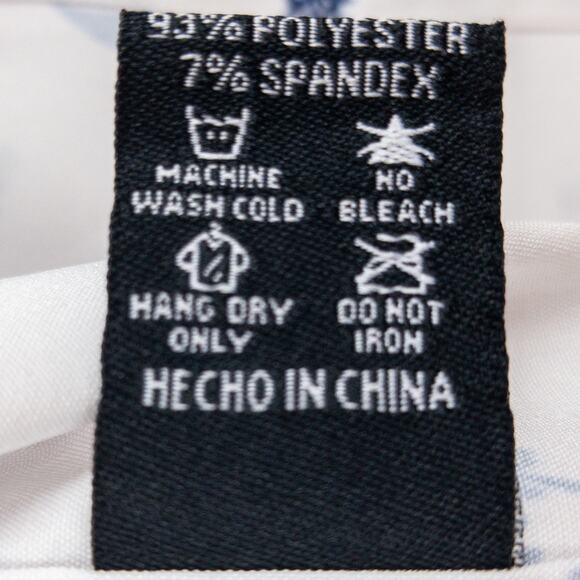 93% POLYESTER
7% SPANDEX
MACHINE
WASH COLD
NO
BLEACH
HANG DRY
ONLY
DO NOT
IRON
HECHO IN CHINA